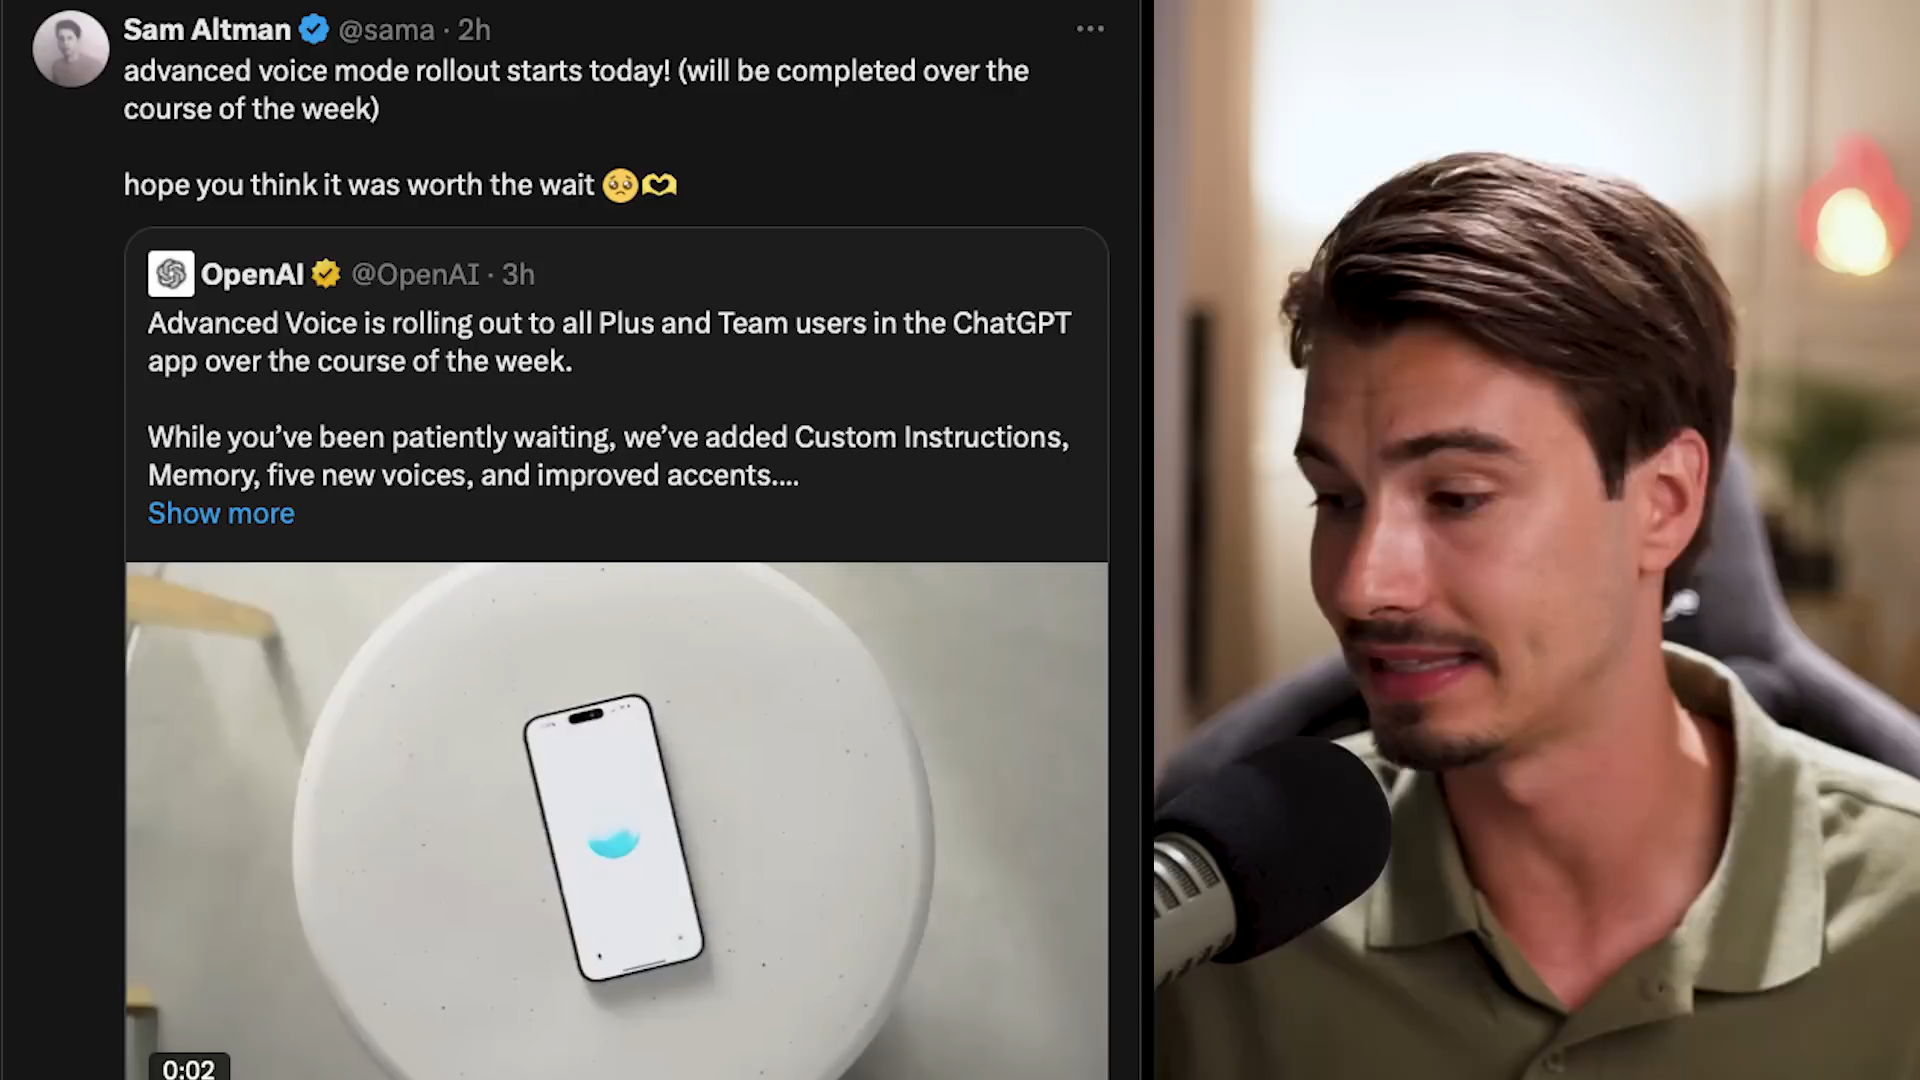 Sam Altman @sama · 2h
advanced voice mode rollout starts today! (will be completed over the
course of the week)
hope you think it was worth the wait 🥺🫶
OpenAI @OpenAI · 3h
Advanced Voice is rolling out to all Plus and Team users in the ChatGPT
app over the course of the week.
While you’ve been patiently waiting, we’ve added Custom Instructions,
Memory, five new voices, and improved accents....
Show more
0:02